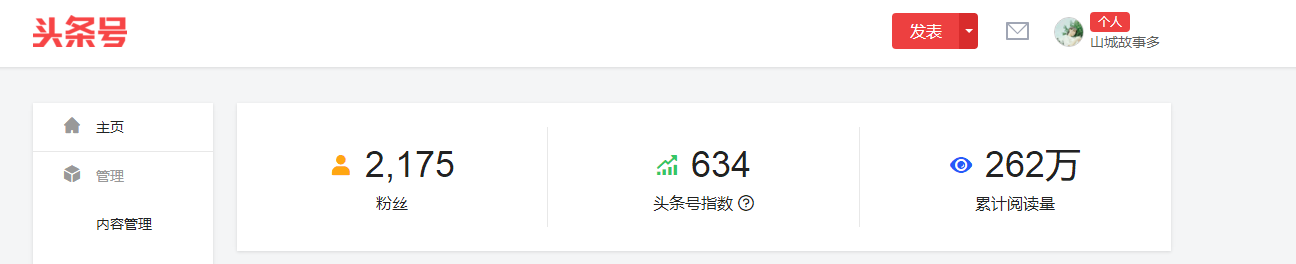 头条号
发表
个人
山城故事多
主页
管理
内容管理
2,175
粉丝
634
头条号指数
262万
累计阅读量